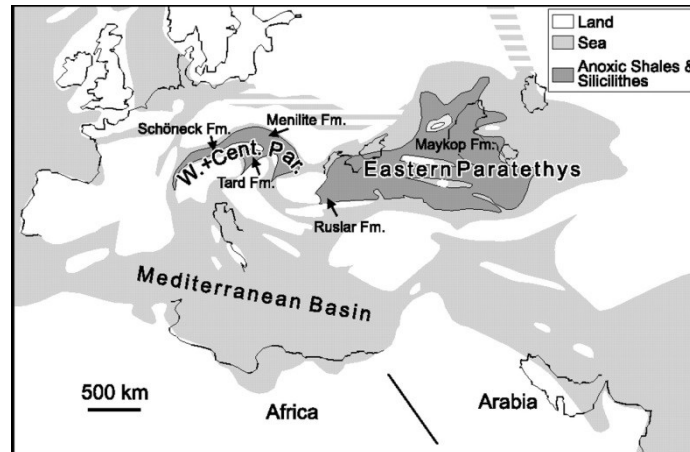 Land
Sea
Anoxic Shales &
Silicilithes
Menilite Fm.
Schöneck Fm.
Maykop Fm.
W.+Cent. Par.
Eastern Paratethys
Tard Fm.
Ruslar Fm.
Mediterranean Basin
500 km
Africa
Arabia